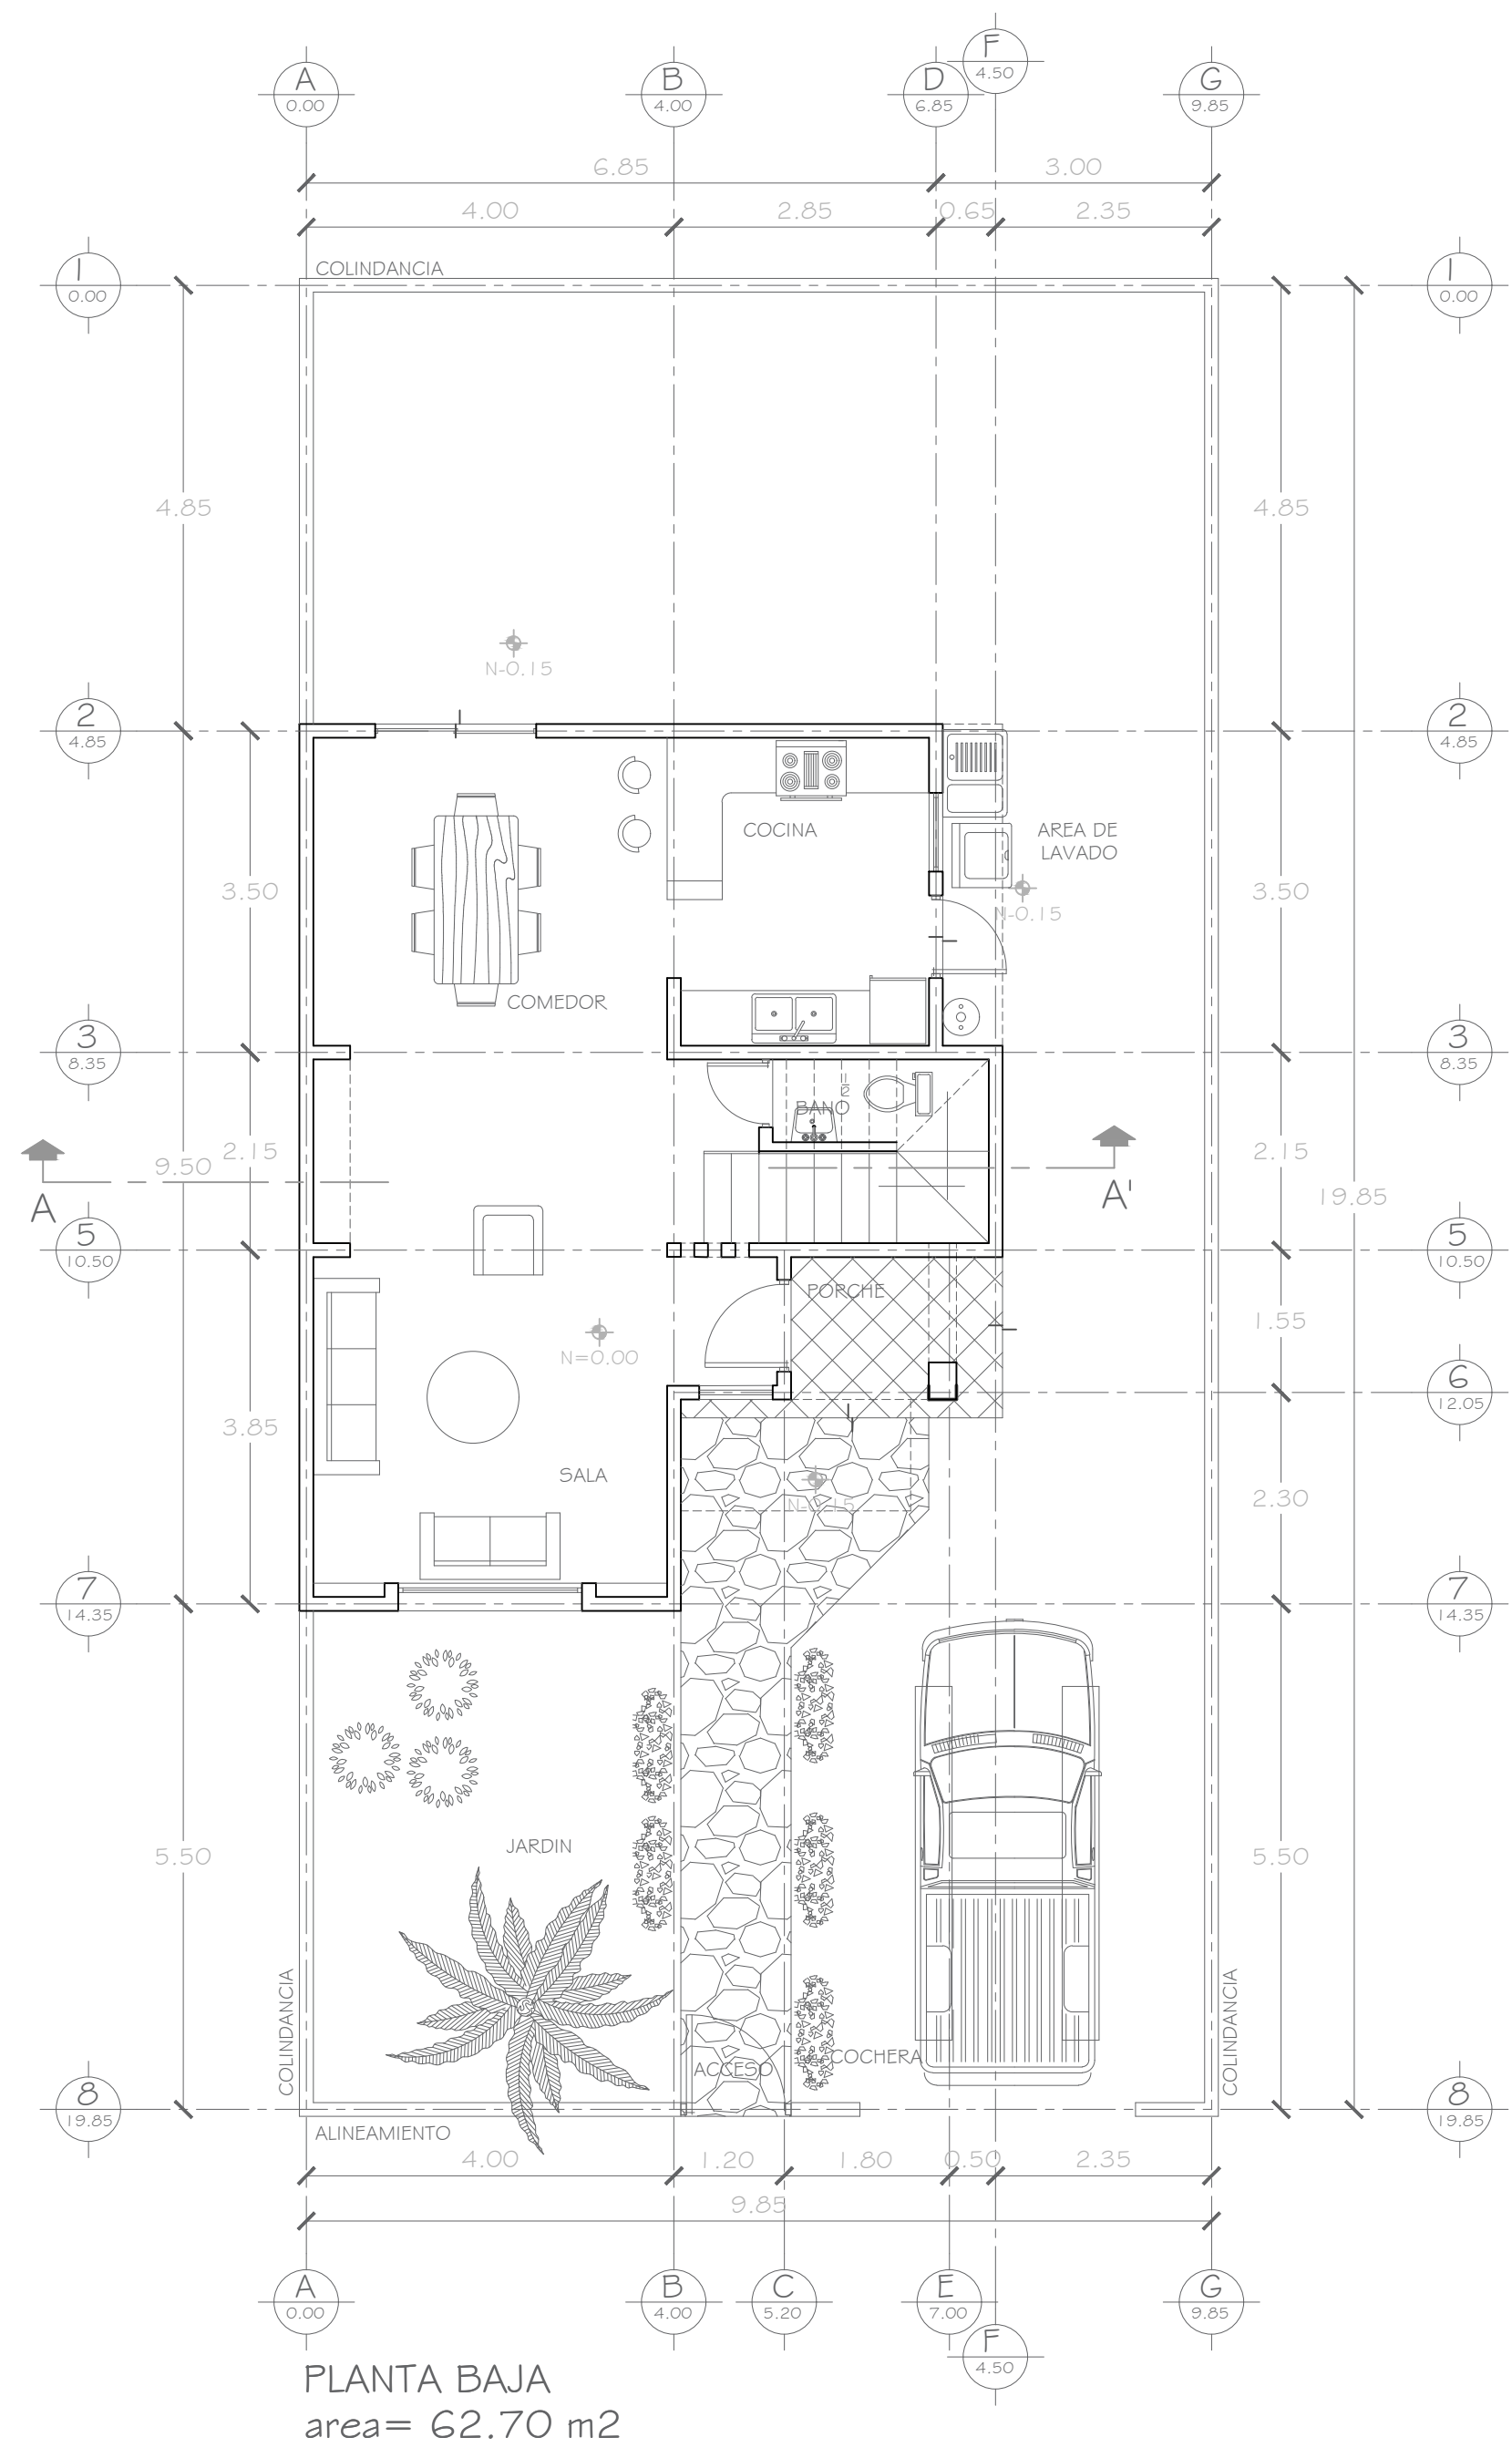 F
4.50
A
0.00
B
4.00
D
6.85
G
9.85
6.85
3.00
4.00
2.85
0.65
2.35
COLINDANCIA
1
0.00
1
0.00
4.85
4.85
N-0.15
2
4.85
2
4.85
COCINA
AREA DE
LAVADO
3.50
3.50
N-0.15
COMEDOR
3
8.35
3
8.35
1/2
BAÑO
2.15
9.50
2.15
A
A'
19.85
5
10.50
5
10.50
PORCHE
1.55
N=0.00
6
12.05
3.85
SALA
N-0.15
2.30
7
14.35
7
14.35
JARDIN
5.50
5.50
COLINDANCIA
COLINDANCIA
ACCESO
COCHERA
8
19.85
8
19.85
ALINEAMIENTO
4.00
1.20
1.80
0.50
2.35
9.85
A
0.00
B
4.00
C
5.20
E
7.00
G
9.85
F
4.50
PLANTA BAJA
area= 62.70 m2